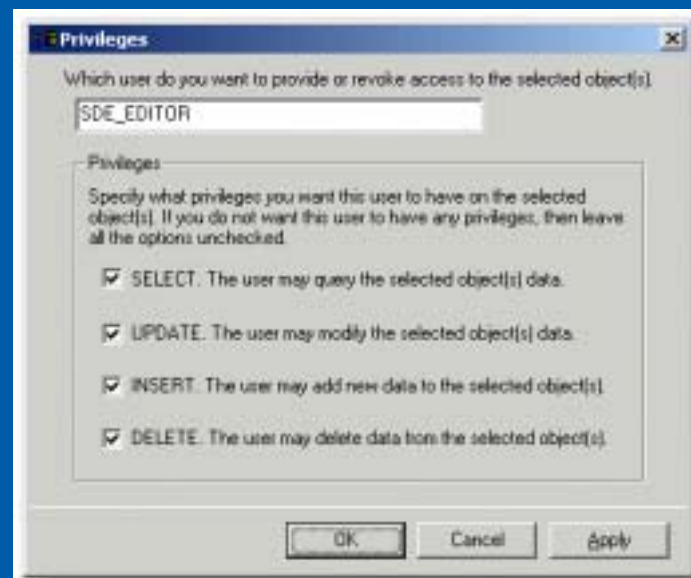 Privileges
Which user do you want to provide or revoke access to the selected object(s).
SDE_EDITOR
Privileges
Specify what privileges you want this user to have on the selected
object(s). If you do not want this user to have any privileges, then leave
all the options unchecked.
SELECT. The user may query the selected object(s) data.
UPDATE. The user may modify the selected object(s) data.
INSERT. The user may add new data to the selected object(s).
DELETE. The user may delete data from the selected object(s).
OK Cancel Apply